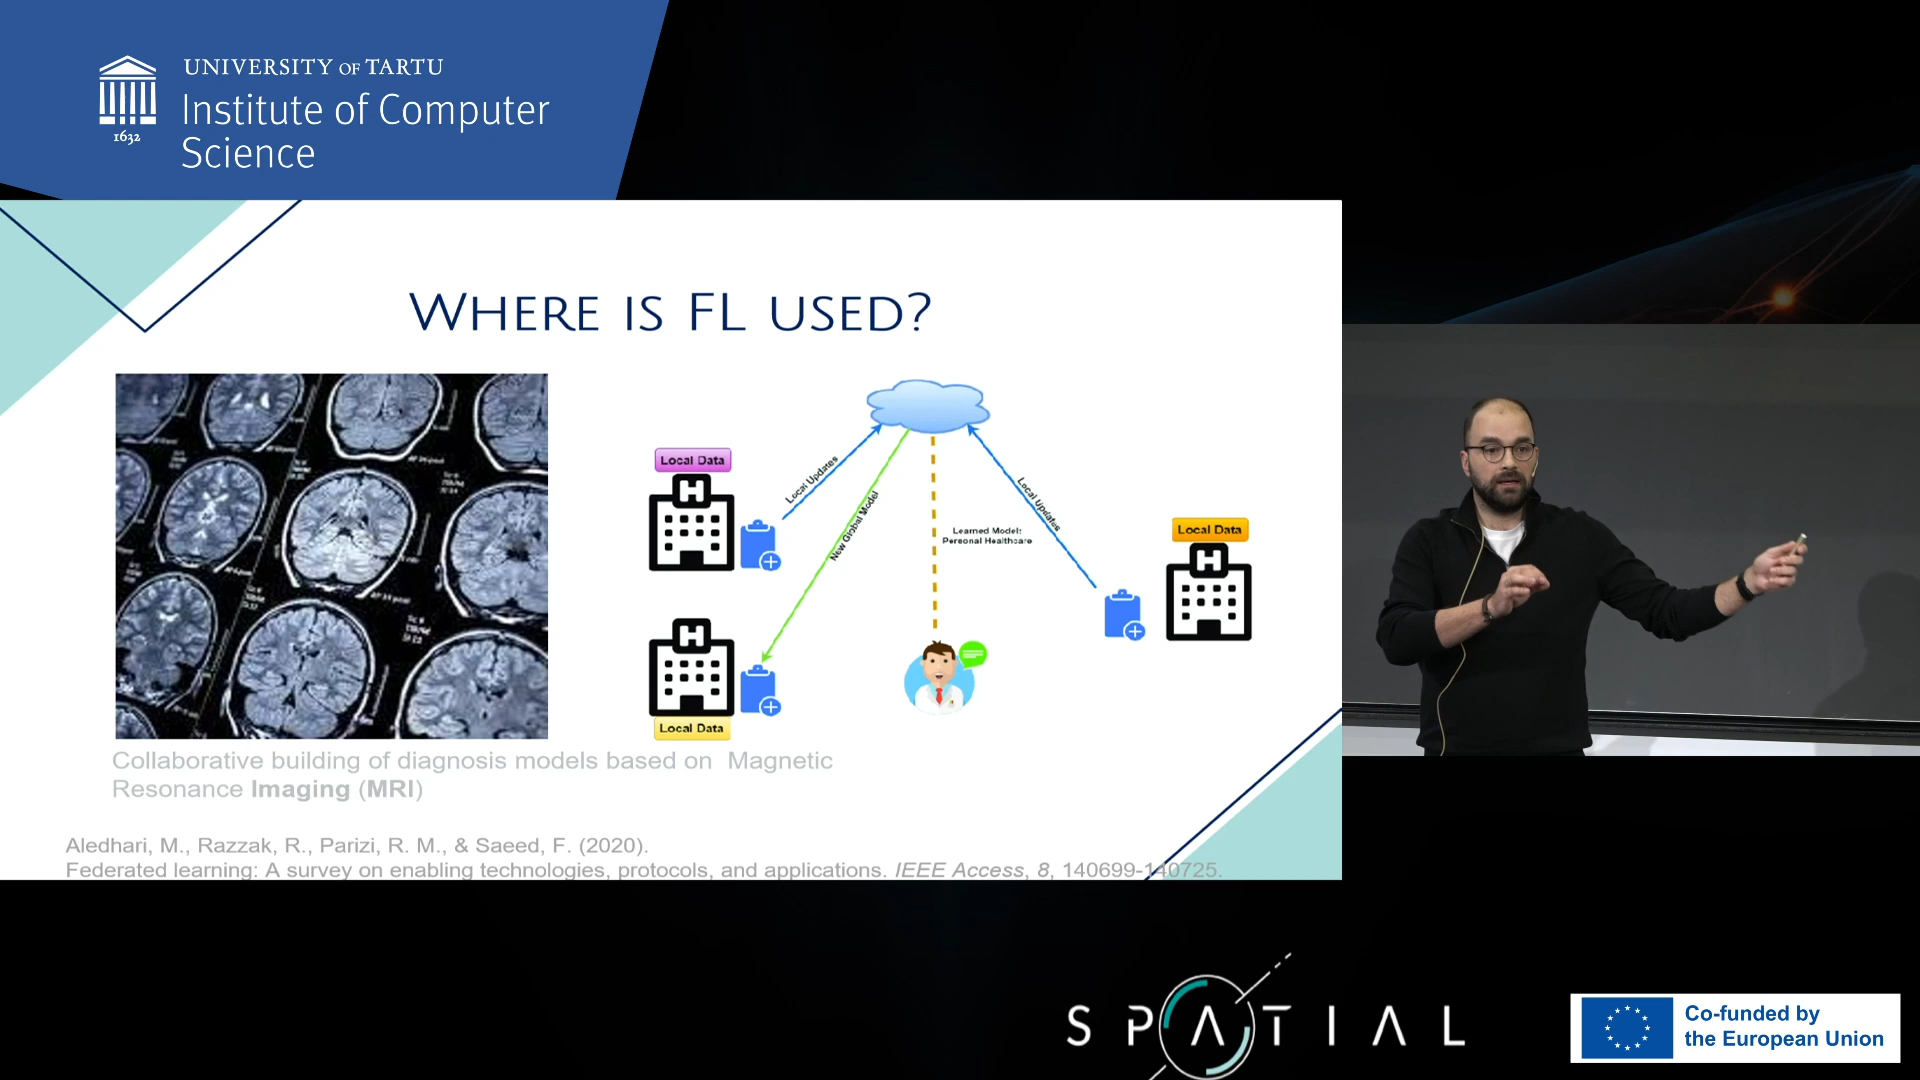 UNIVERSITY OF TARTU
Institute of Computer
Science
1632
WHERE IS FL USED?
Local Data
Local Updates
New Global Model
Learned Model:
Personal Healthcare
Local Updates
Local Data
Local Data
Collaborative building of diagnosis models based on Magnetic
Resonance Imaging (MRI)
Aledhari, M., Razzak, R., Parizi, R. M., & Saeed, F. (2020).
Federated learning: A survey on enabling technologies, protocols, and applications. IEEE Access, 8, 140699-140725.
SPATIAL
Co-funded by
the European Union